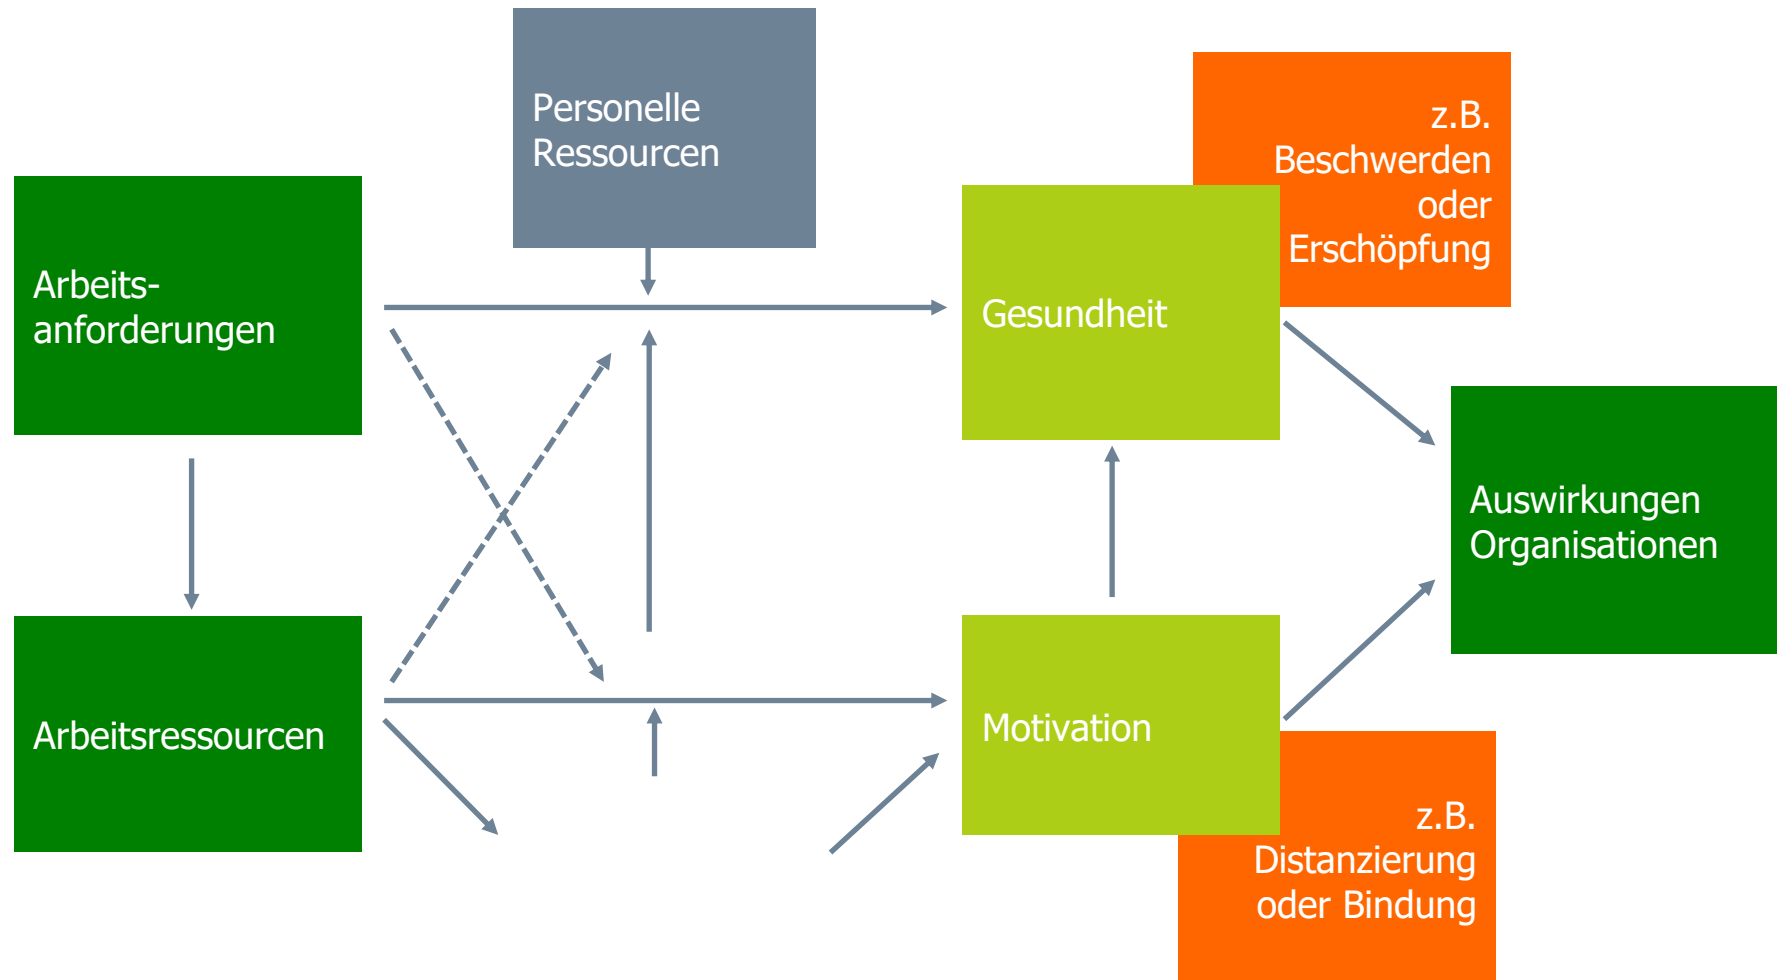 Personelle
Ressourcen
z.B.
Beschwerden
oder
Erschöpfung
Arbeits-
anforderungen
Gesundheit
Auswirkungen
Organisationen
Arbeitsressourcen
Motivation
z.B.
Distanzierung
oder Bindung